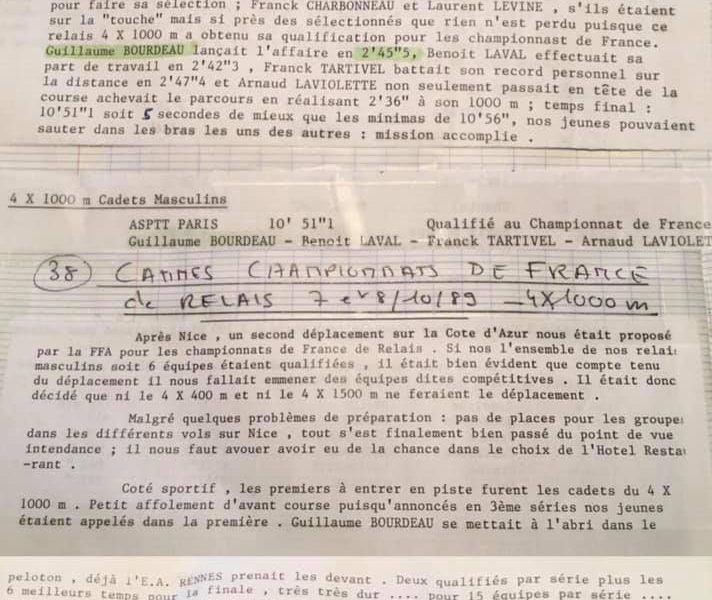 pour faire sa sélection ; Franck CHARBONNEAU et Laurent LEVINE , s'ils étaient
sur la "touche" mais si près des sélectionnés que rien n'est perdu puisque ce
relais 4 X 1000 m a obtenu sa qualification pour les championnast de France.
Guillaume BOURDEAU lançait l'affaire en 2'45"5, Benoit LAVAL effectuait sa
part de travail en 2'42"3 , Franck TARTIVEL battait son record personnel sur
la distance en 2'47"4 et Arnaud LAVIOLETTE non seulement passait en tête de la
course achevait le parcours en réalisant 2'36" à son 1000 m ; temps final :
10'51"1 soit 5 secondes de mieux que les minimas de 10'56", nos jeunes pouvaient
sauter dans les bras les uns des autres : mission accomplie .
4 X 1000 m Cadets Masculins
ASPTT PARIS 10' 51"1 Qualifié au Championnat de France
Guillaume BOURDEAU - Benoit LAVAL - Franck TARTIVEL - Arnaud LAVIOLET
38 CANNES CHAMPIONNATS DE FRANCE
de RELAIS 7 et 8/10/89 - 4X1000 m
Après Nice , un second déplacement sur la Cote d'Azur nous était proposé
par la FFA pour les championnats de France de Relais . Si nos l'ensemble de nos relai
masculins soit 6 équipes étaient qualifiées , il était bien évident que compte tenu
du déplacement il nous fallait emmener des équipes dites compétitives . Il était donc
décidé que ni le 4 X 400 m et ni le 4 X 1500 m ne feraient le déplacement .
Malgré quelques problèmes de préparation : pas de places pour les groupe
dans les différents vols sur Nice , tout s'est finalement bien passé du point de vue
intendance ; il nous faut avouer avoir eu de la chance dans le choix de l'Hotel Resta
-rant .
Coté sportif , les premiers à entrer en piste furent les cadets du 4 X
1000 m . Petit affolement d'avant course puisqu'annoncés en 3ème séries nos jeunes
étaient appelés dans la première . Guillaume BOURDEAU se mettait à l'abri dans le
peloton , déjà l'E.A. RENNES prenait les devant . Deux qualifiés par série plus les
6 meilleurs temps pour la finale , très très dur .... pour 15 équipes par série ....